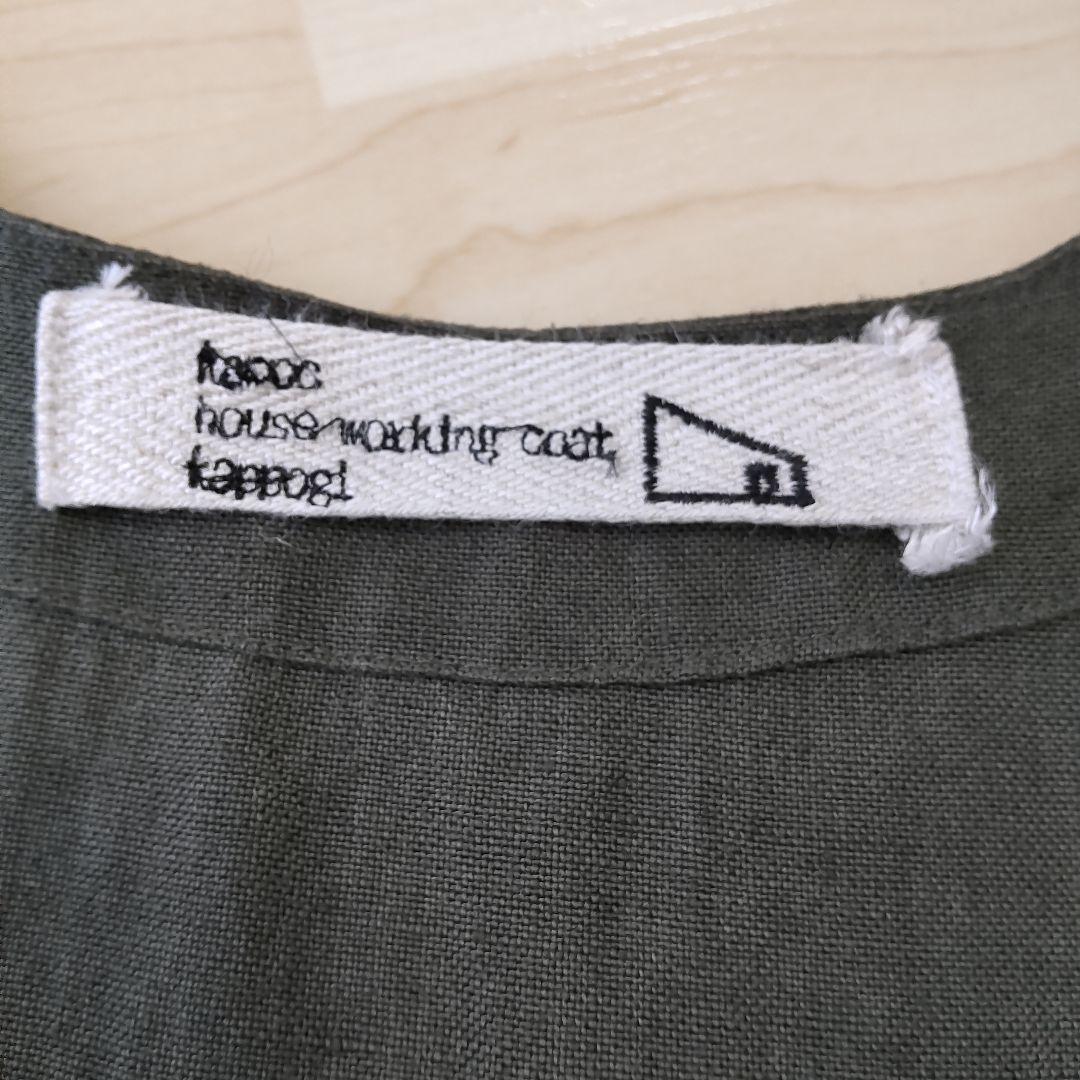 kapoc
house working coat,
kappogi